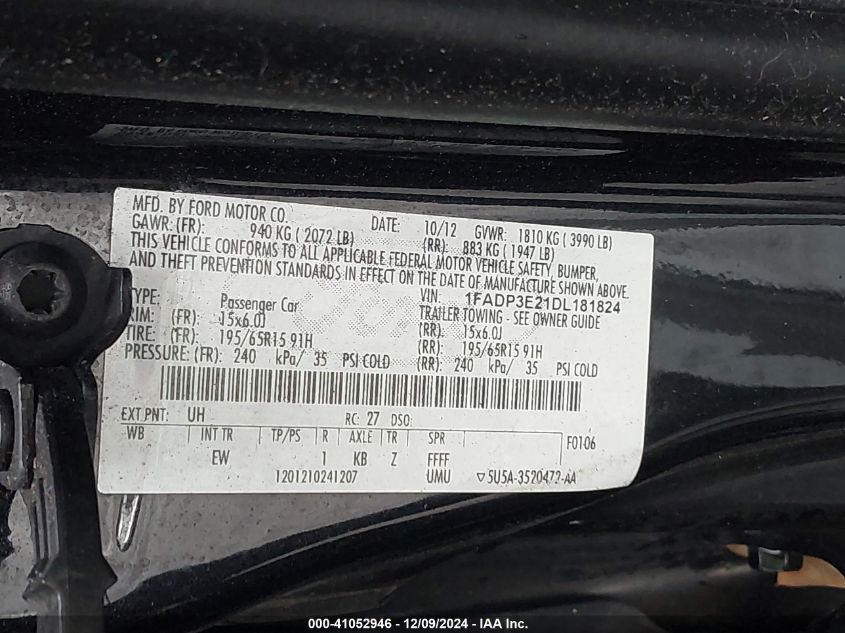 MFD. BY FORD MOTOR CO. DATE: 10/12 GVWR: 1810 KG ( 3990 LB)
GAWR: (FR): 940 KG ( 2072 LB) (RR): 883 KG ( 1947 LB)
THIS VEHICLE CONFORMS TO ALL APPLICABLE FEDERAL MOTOR VEHICLE SAFETY, BUMPER,
AND THEFT PREVENTION STANDARDS IN EFFECT ON THE DATE OF MANUFACTURE SHOWN ABOVE.
VIN: 1FADP3E21DL181824
TYPE: Passenger Car TRAILER TOWING - SEE OWNER GUIDE
RIM: (FR): 15x6.0J (RR): 15x6.0J
TIRE: (FR): 195/65R15 91H (RR): 195/65R15 91H
PRESSURE: (FR): 240 kPa/ 35 PSI COLD (RR): 240 kPa/ 35 PSI COLD
EXT PNT: UH RC: 27 DSO:
WB INT TR TP/PS R AXLE TR SPR F0106
EW 1 KB Z FFFF
1201210241207 UMU ▽5U5A-3520472-AA
000-41052946 - 12/09/2024 - IAA Inc.